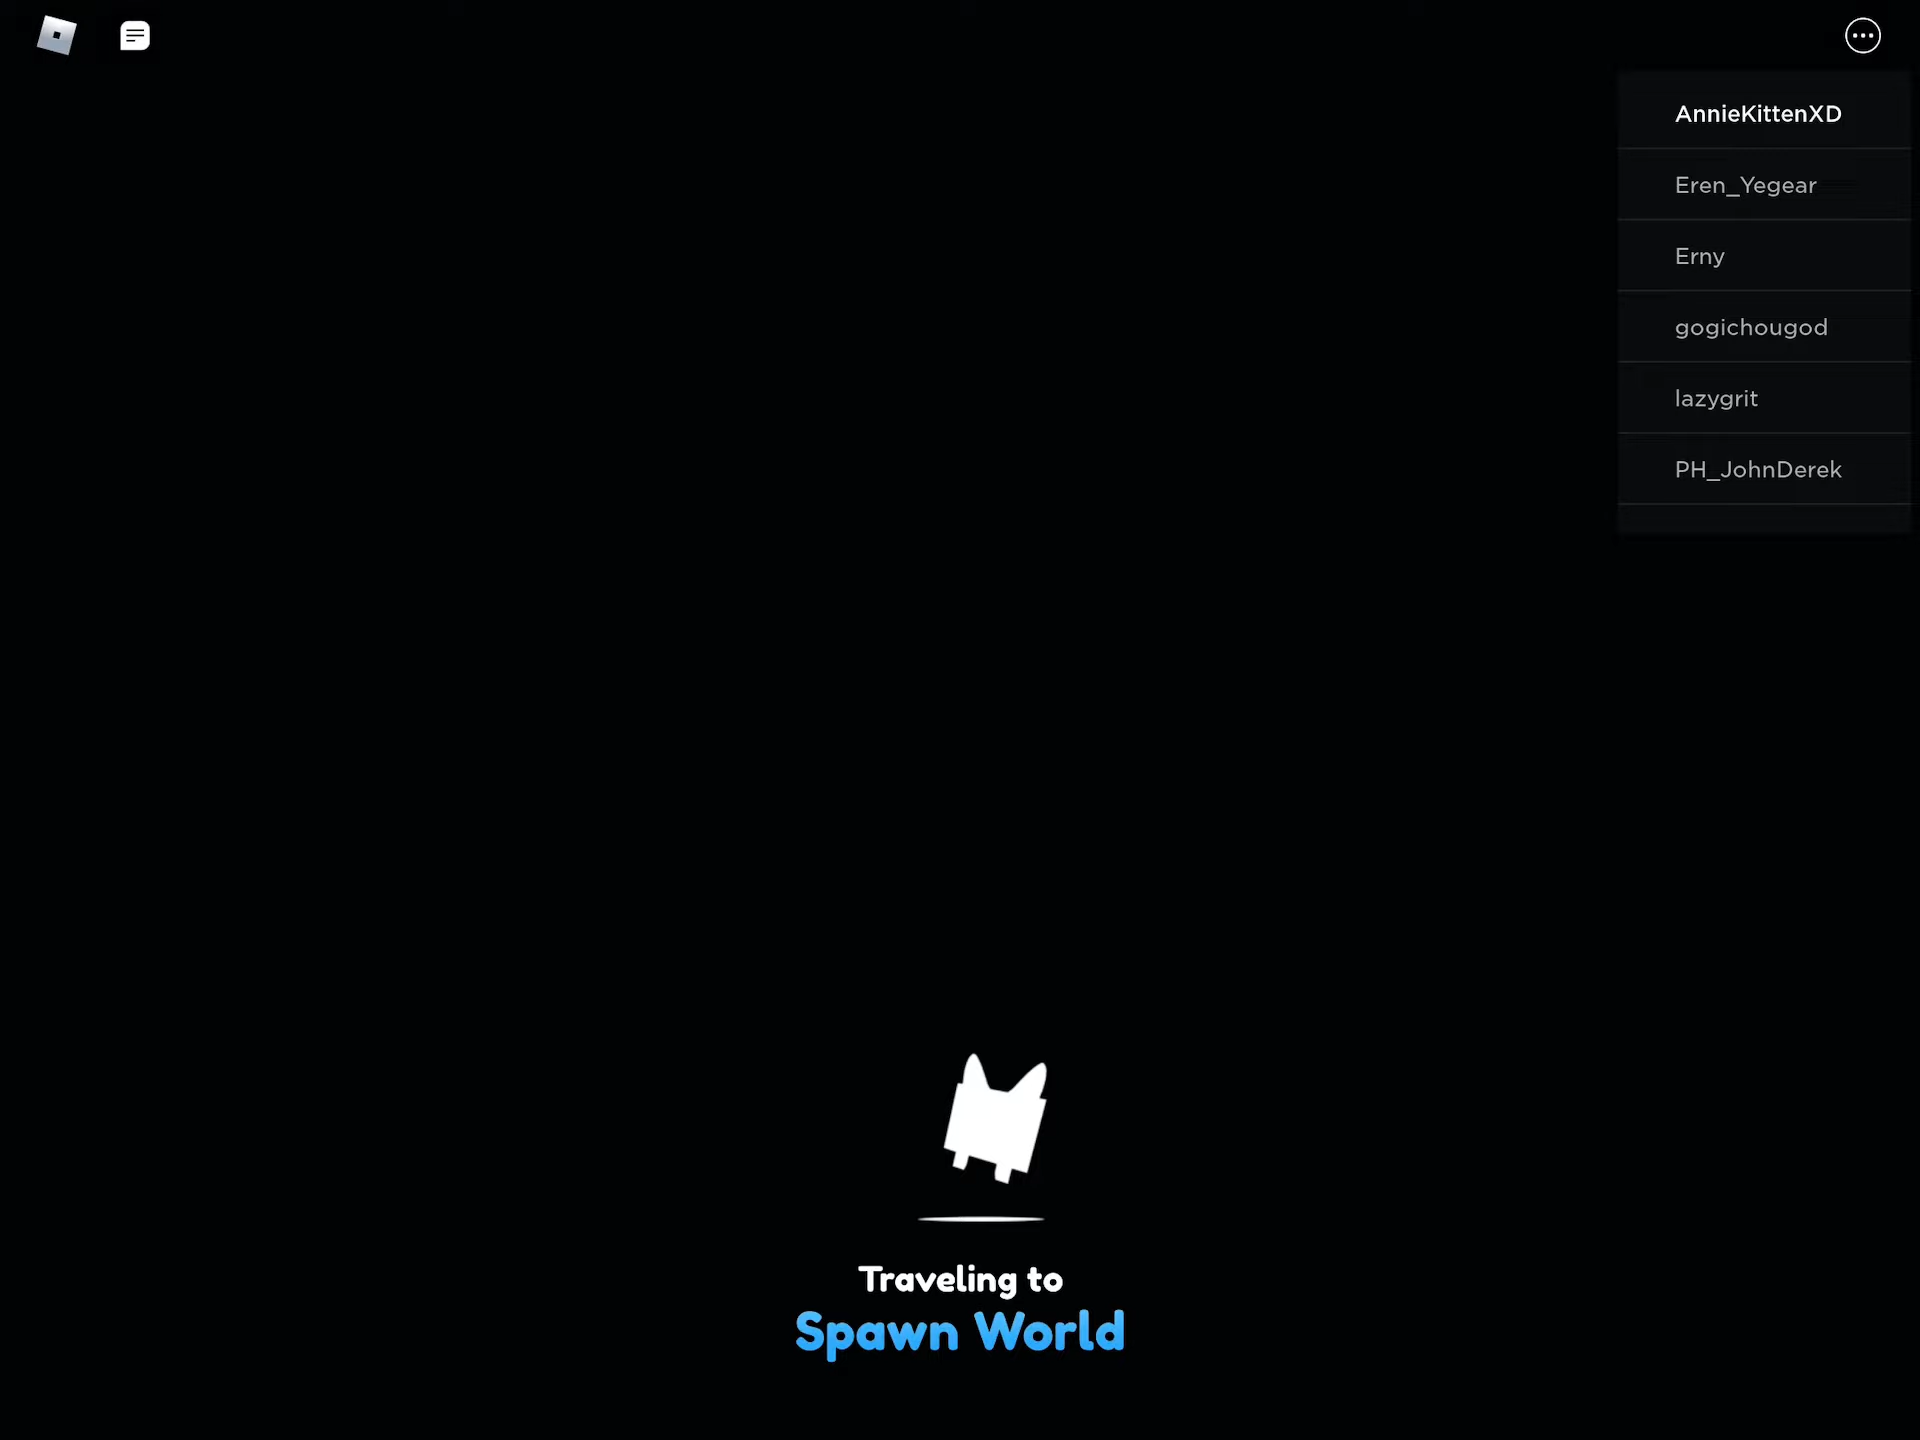 AnnieKittenXD
Eren_Yegear
Erny
gogichougod
lazygrit
PH_JohnDerek
Traveling to
Spawn World